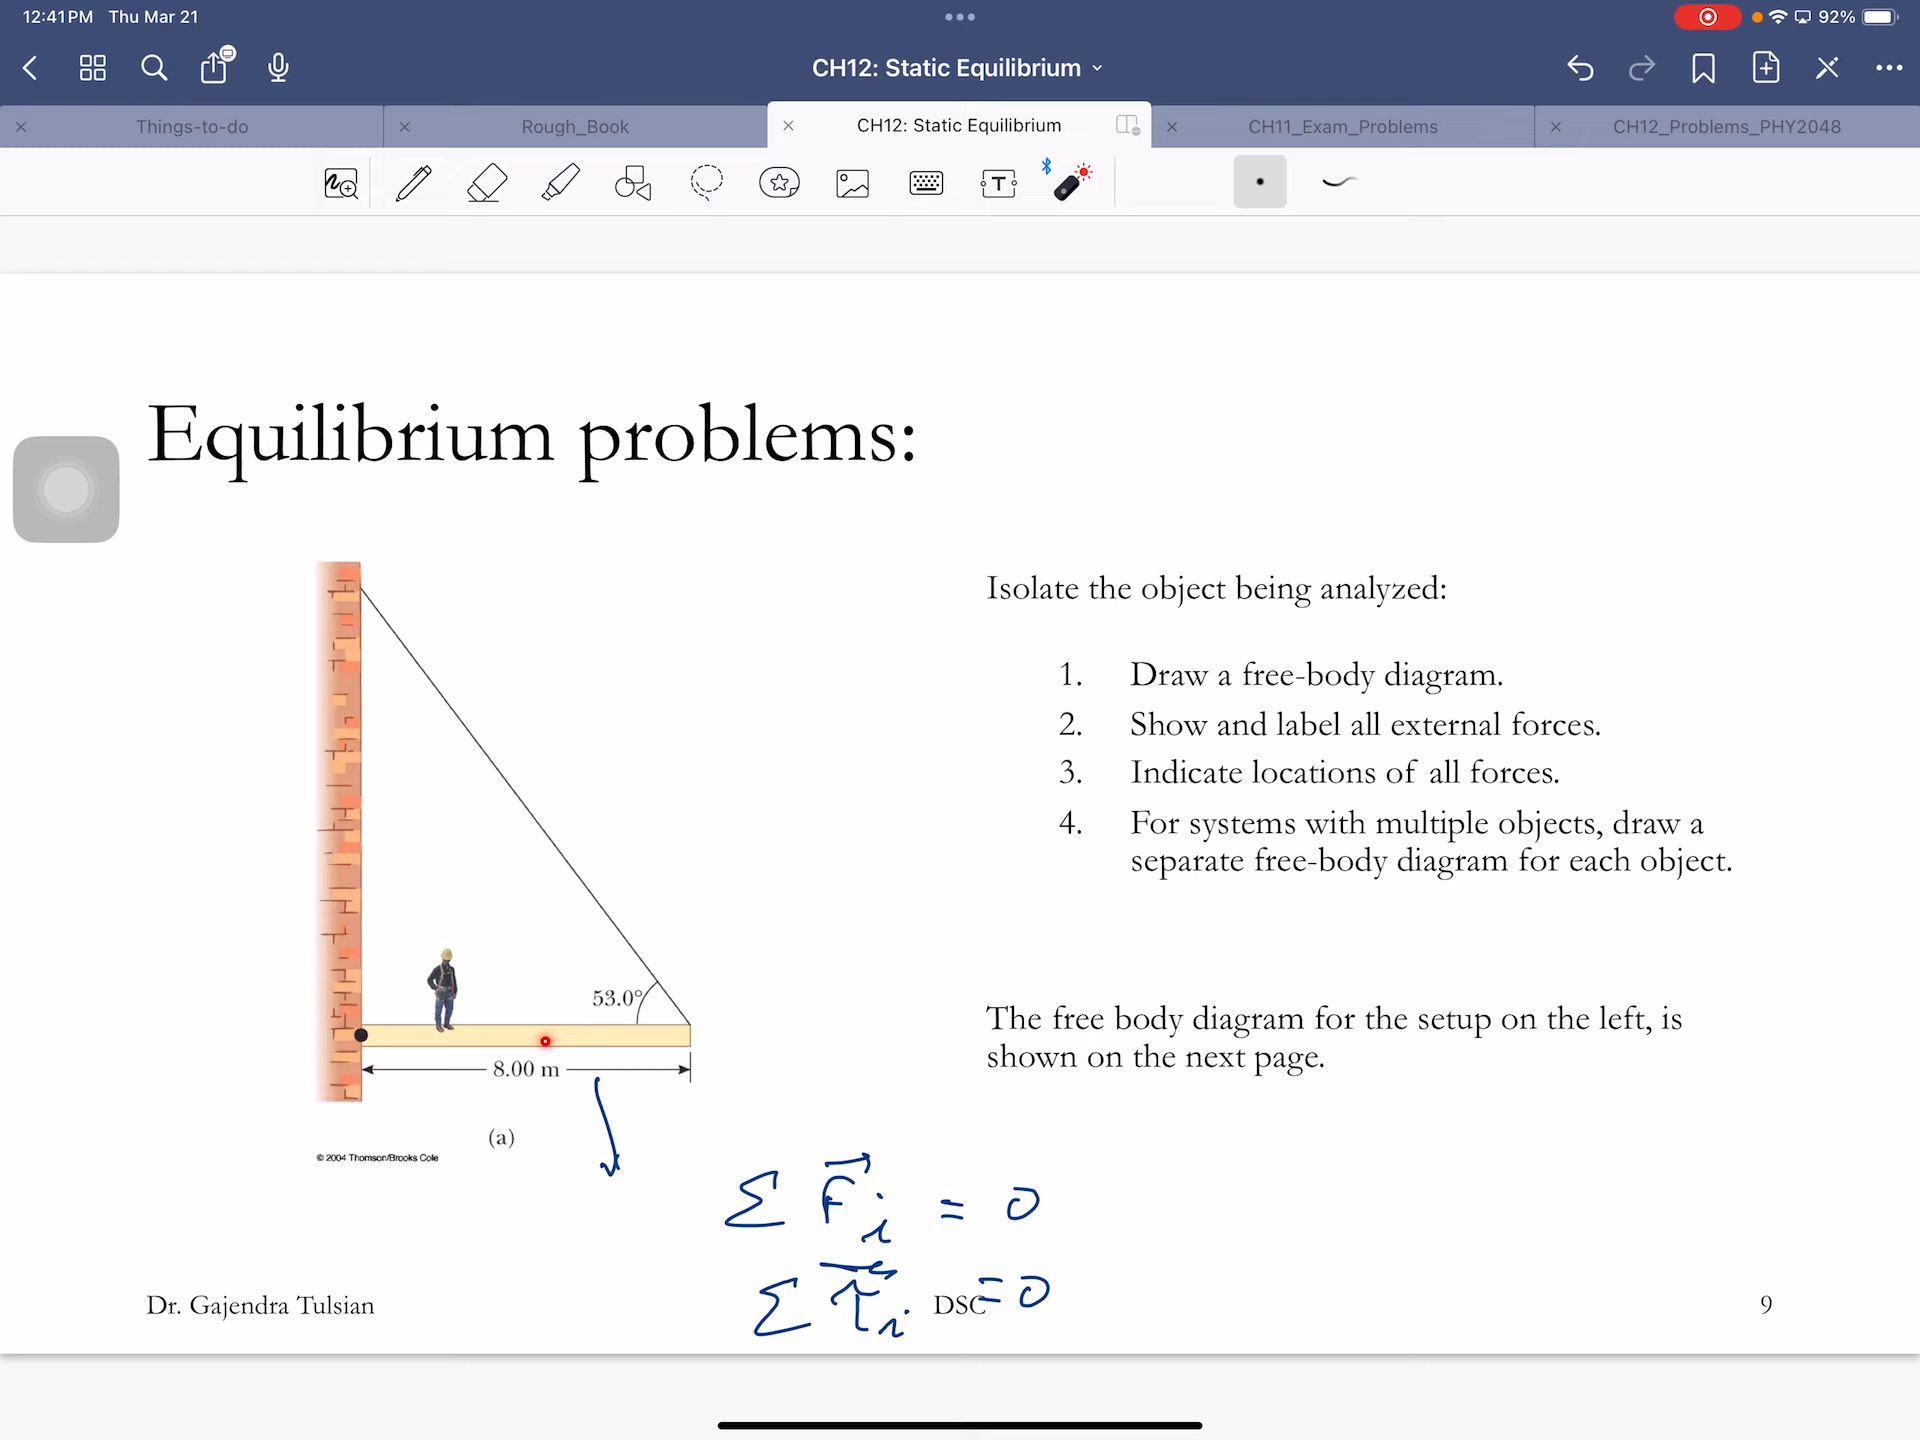 12:41 PM Thu Mar 21
92%
CH12: Static Equilibrium
Things-to-do
Rough_Book
CH12: Static Equilibrium
CH11_Exam_Problems
CH12_Problems_PHY2048
T
Equilibrium problems:
53.0°
8.00 m
(a)
© 2004 Thomson/Brooks Cole
Isolate the object being analyzed:
1. Draw a free-body diagram.
2. Show and label all external forces.
3. Indicate locations of all forces.
4. For systems with multiple objects, draw a
separate free-body diagram for each object.
The free body diagram for the setup on the left, is
shown on the next page.
Σ F⃗i = 0
Σ τ⃗i = 0
Dr. Gajendra Tulsian
DSC
9